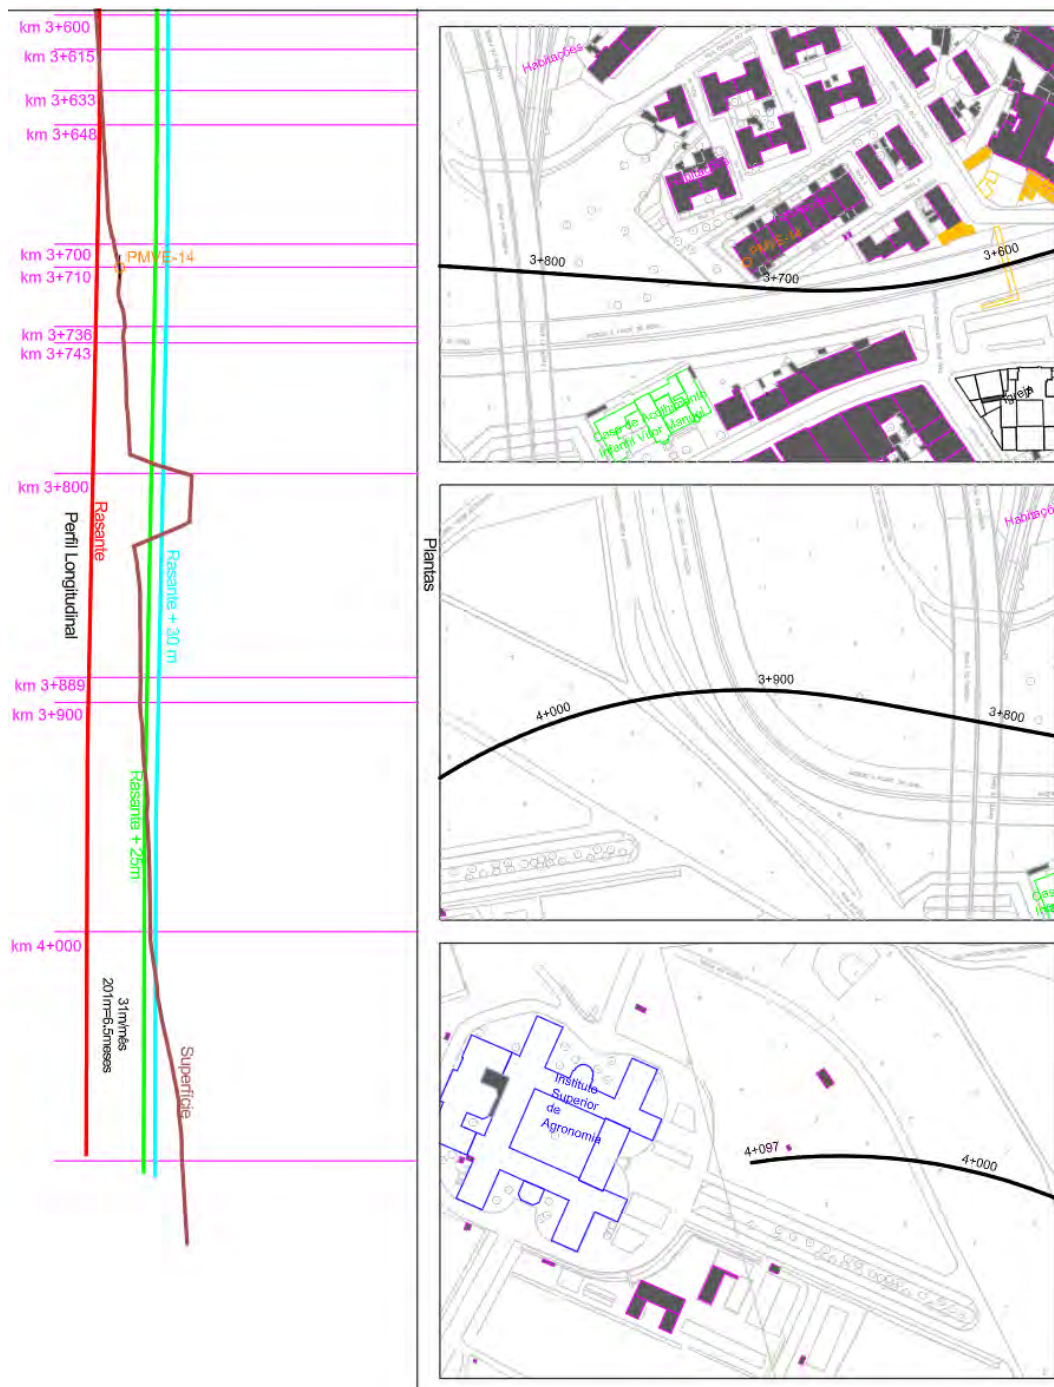 km 3+600
km 3+615
km 3+633
km 3+648
km 3+700
PMVE-14
km 3+710
km 3+736
km 3+743
km 3+800
Rasante
Perfil Longitudinal
Rasante + 30 m
km 3+889
km 3+900
Rasante + 25m
km 4+000
31m/mês
201m=6.5meses
Superfície
Plantas
Habitações
Habitações
PMVE-14
3+800
3+700
3+600
Igreja
Casa de Acolhimento
Infantil Vitor Manuel
Habitaçõ
3+900
4+000
3+800
Cas
Infa
Instituto
Superior
de
Agronomia
4+097
4+000